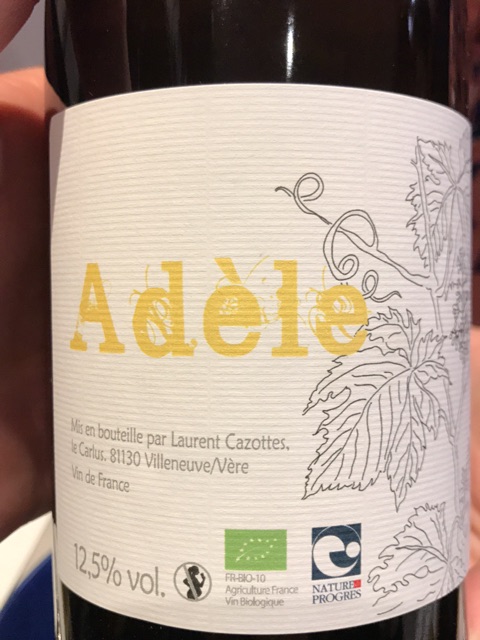 Adèle
Mis en bouteille par Laurent Cazottes,
le Carlus, 81130 Villeneuve/Vère
Vin de France
12,5% vol.
FR-BIO-10
Agriculture France
Vin Biologique
NATURE
PROGRES